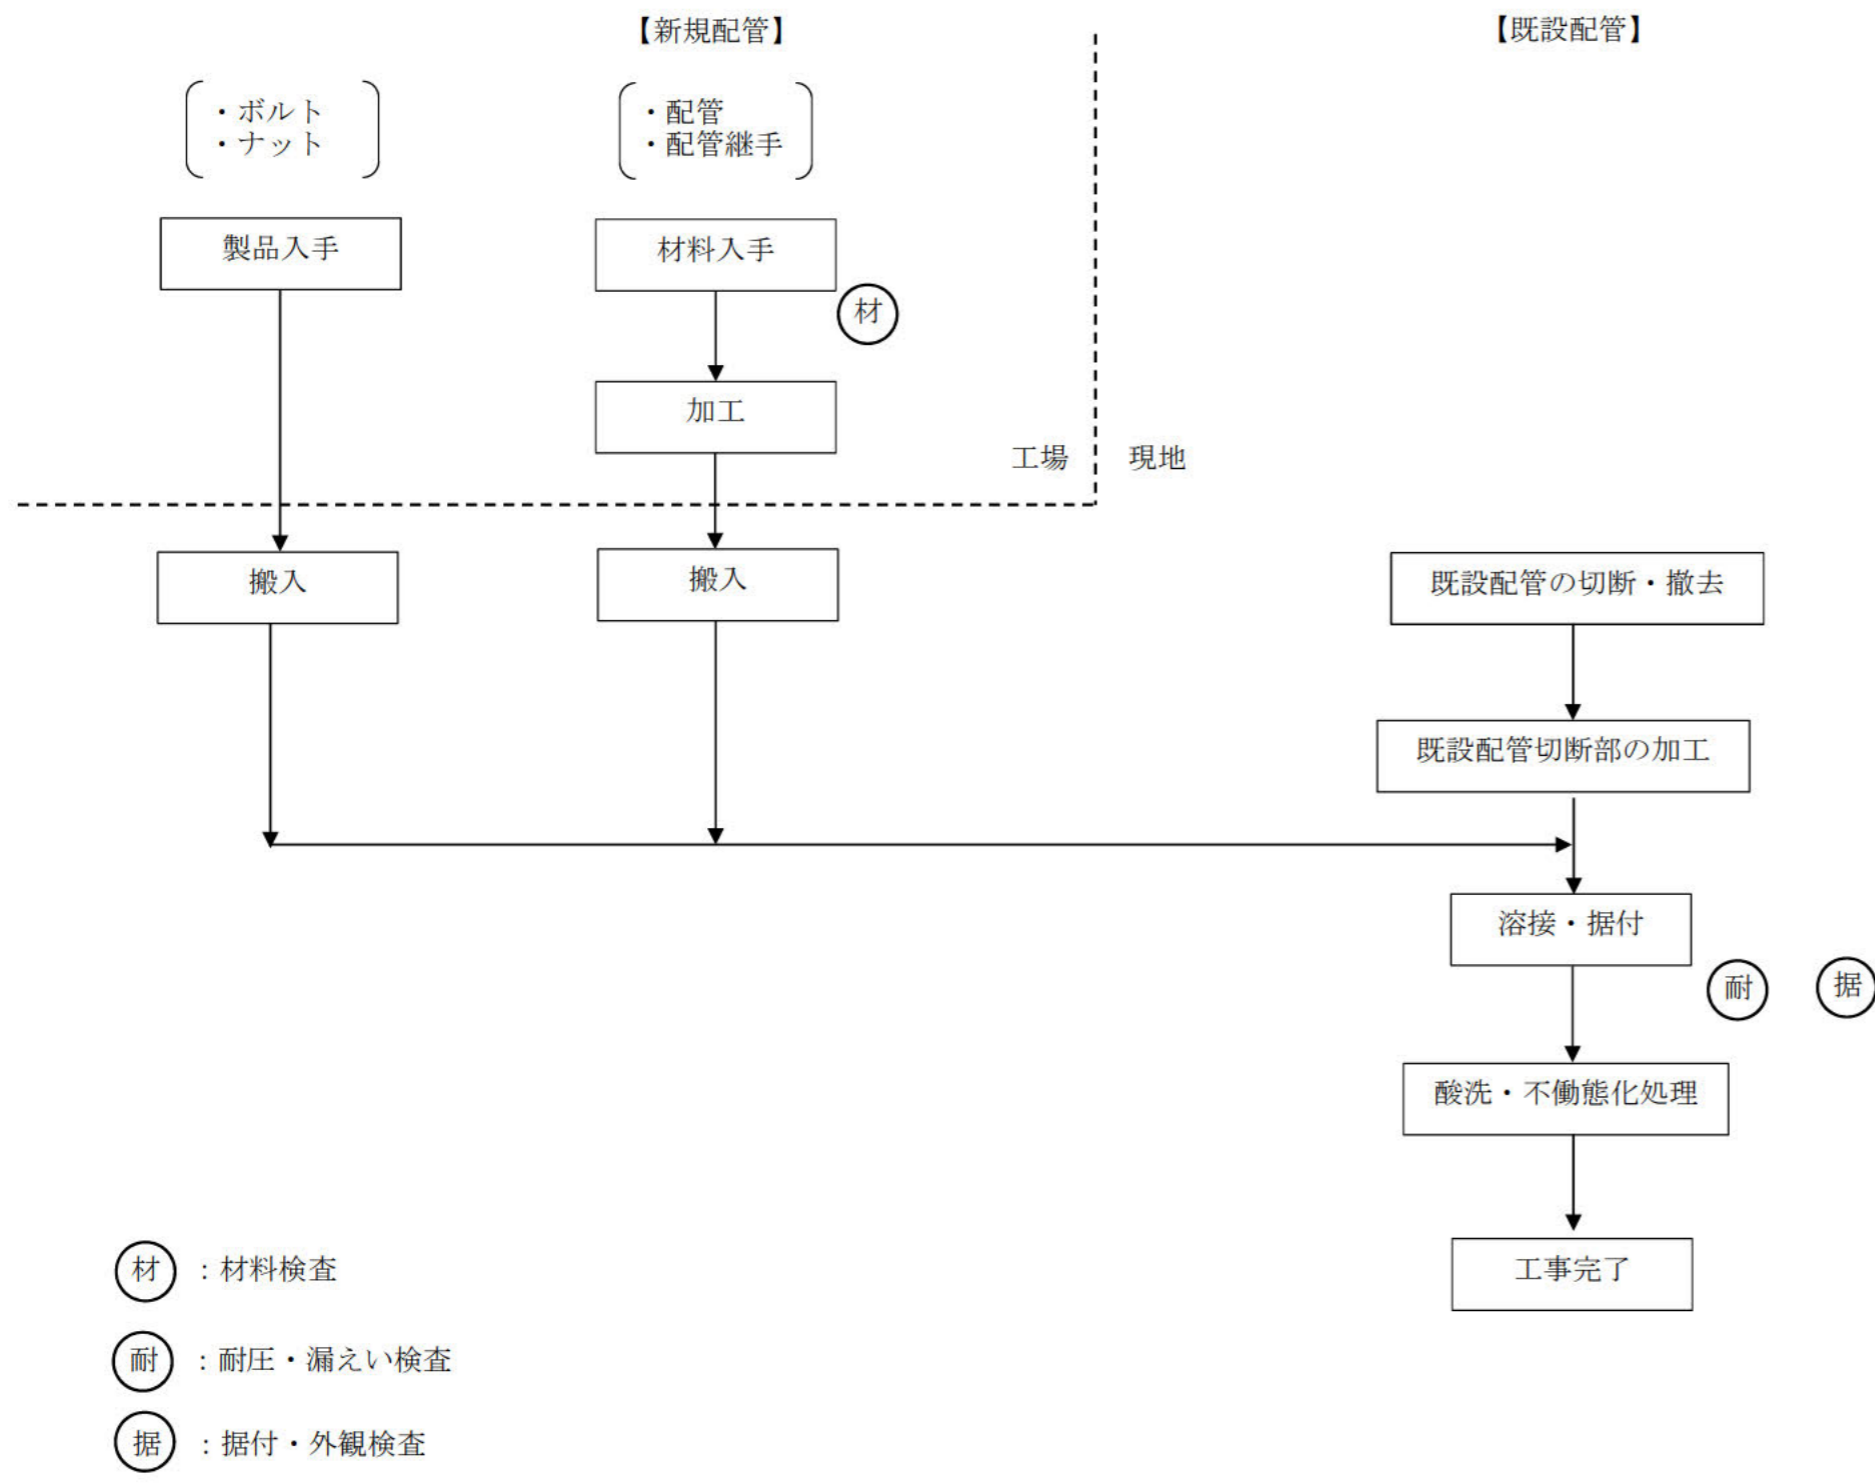 【新規配管】
【既設配管】
・ボルト
・ナット
・配管
・配管継手
製品入手
材料入手
材
加工
工場
現地
搬入
搬入
既設配管の切断・撤去
既設配管切断部の加工
溶接・据付
耐
据
酸洗・不働態化処理
工事完了
材 : 材料検査
耐 : 耐圧・漏えい検査
据 : 据付・外観検査